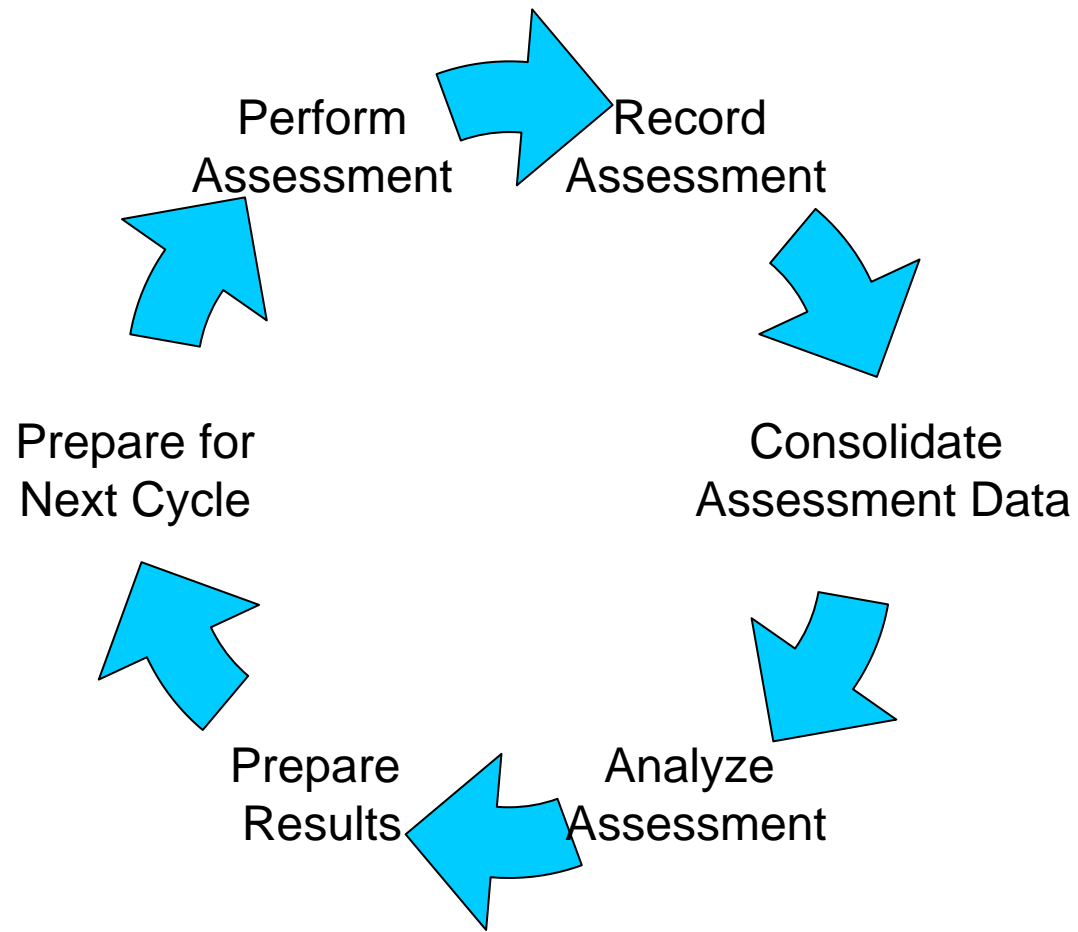 Perform
Assessment
Record
Assessment
Consolidate
Assessment Data
Analyze
Assessment
Prepare
Results
Prepare for
Next Cycle